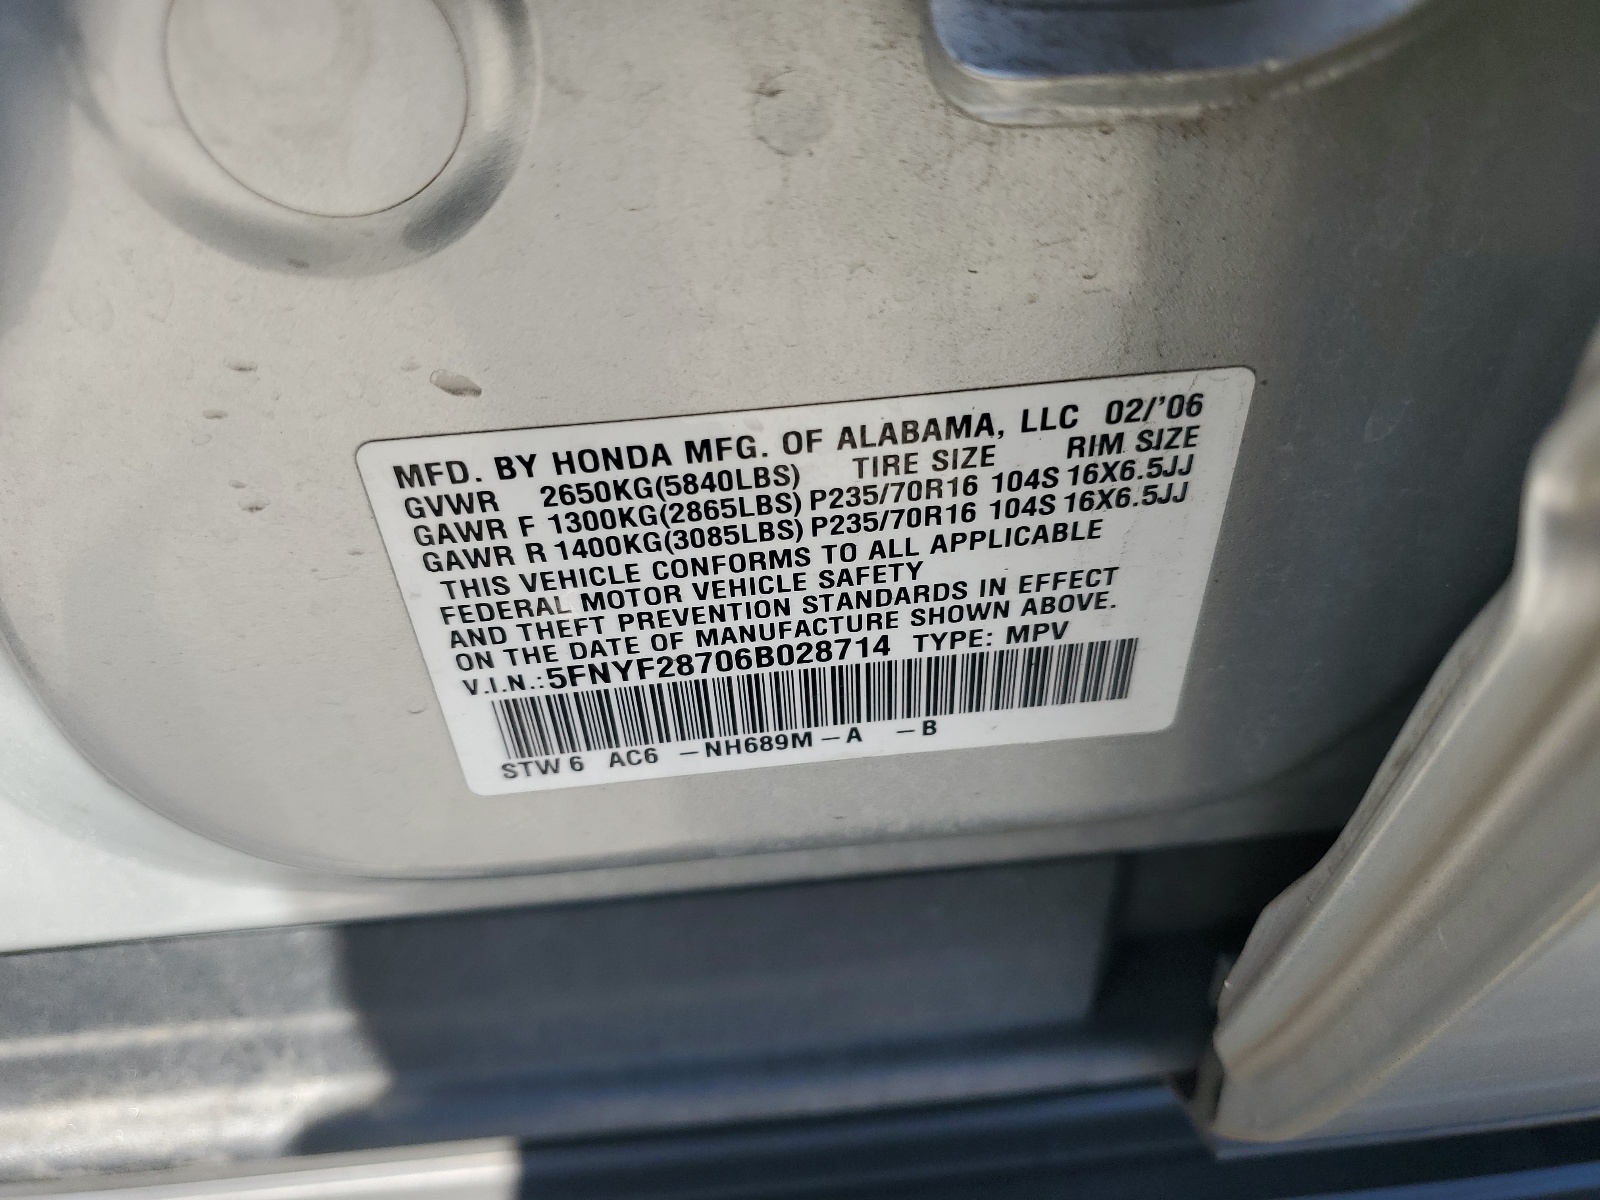 MFD. BY HONDA MFG. OF ALABAMA, LLC 02/'06
GVWR 2650KG(5840LBS) TIRE SIZE RIM SIZE
GAWR F 1300KG(2865LBS) P235/70R16 104S 16X6.5JJ
GAWR R 1400KG(3085LBS) P235/70R16 104S 16X6.5JJ
THIS VEHICLE CONFORMS TO ALL APPLICABLE
FEDERAL MOTOR VEHICLE SAFETY
AND THEFT PREVENTION STANDARDS IN EFFECT
ON THE DATE OF MANUFACTURE SHOWN ABOVE.
V.I.N.: 5FNYF28706B028714 TYPE: MPV
STW 6 AC6 –NH689M–A –B